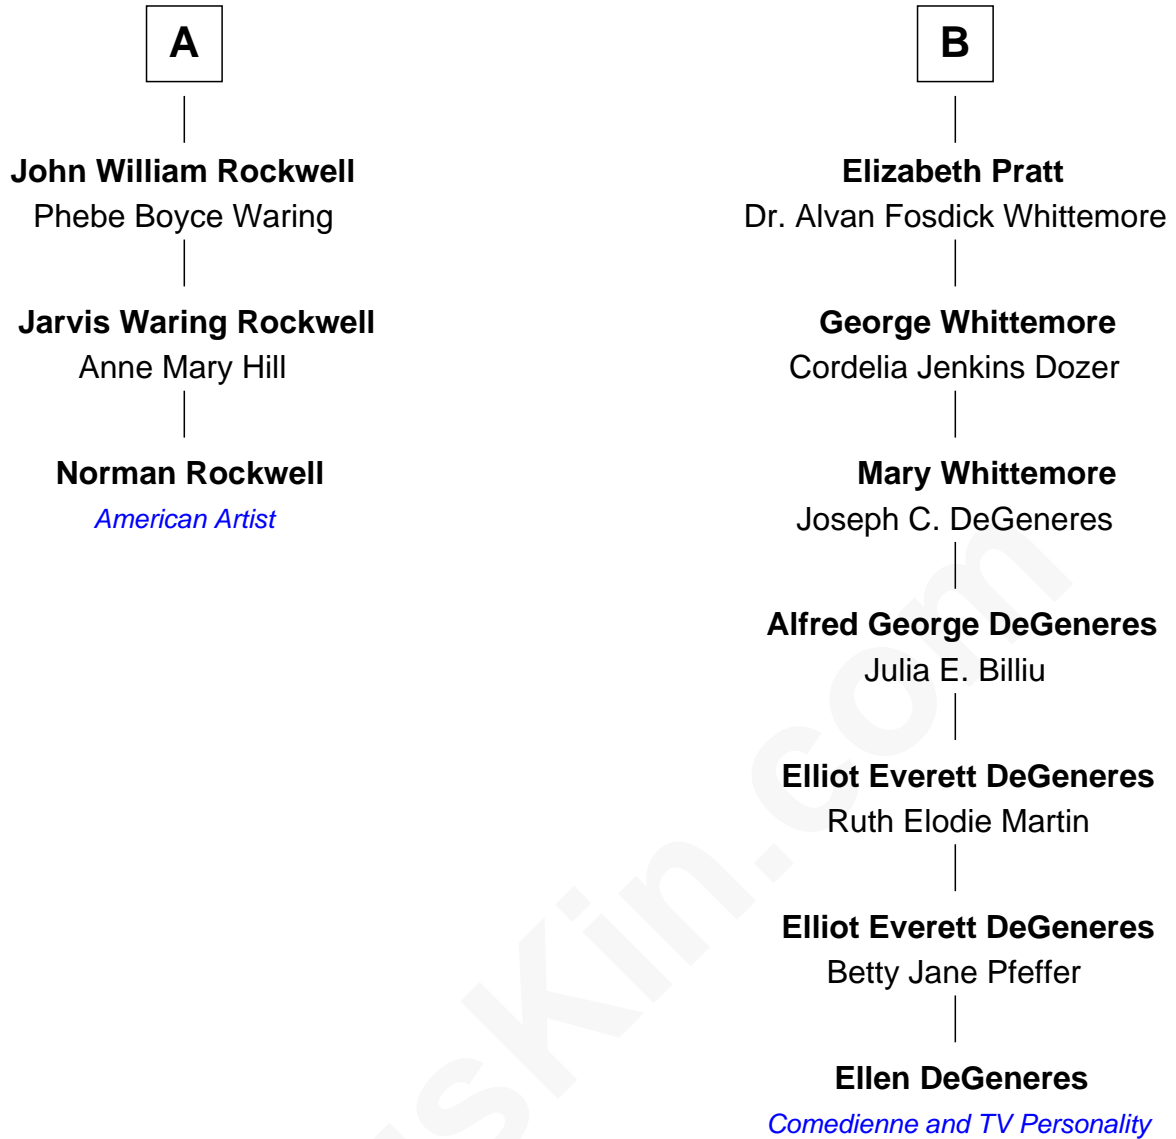 A
John William Rockwell
Phebe Boyce Waring
Jarvis Waring Rockwell
Anne Mary Hill
Norman Rockwell
American Artist
B
Elizabeth Pratt
Dr. Alvan Fosdick Whittemore
George Whittemore
Cordelia Jenkins Dozer
Mary Whittemore
Joseph C. DeGeneres
Alfred George DeGeneres
Julia E. Billiu
Elliot Everett DeGeneres
Ruth Elodie Martin
Elliot Everett DeGeneres
Betty Jane Pfeffer
Ellen DeGeneres
Comedienne and TV Personality